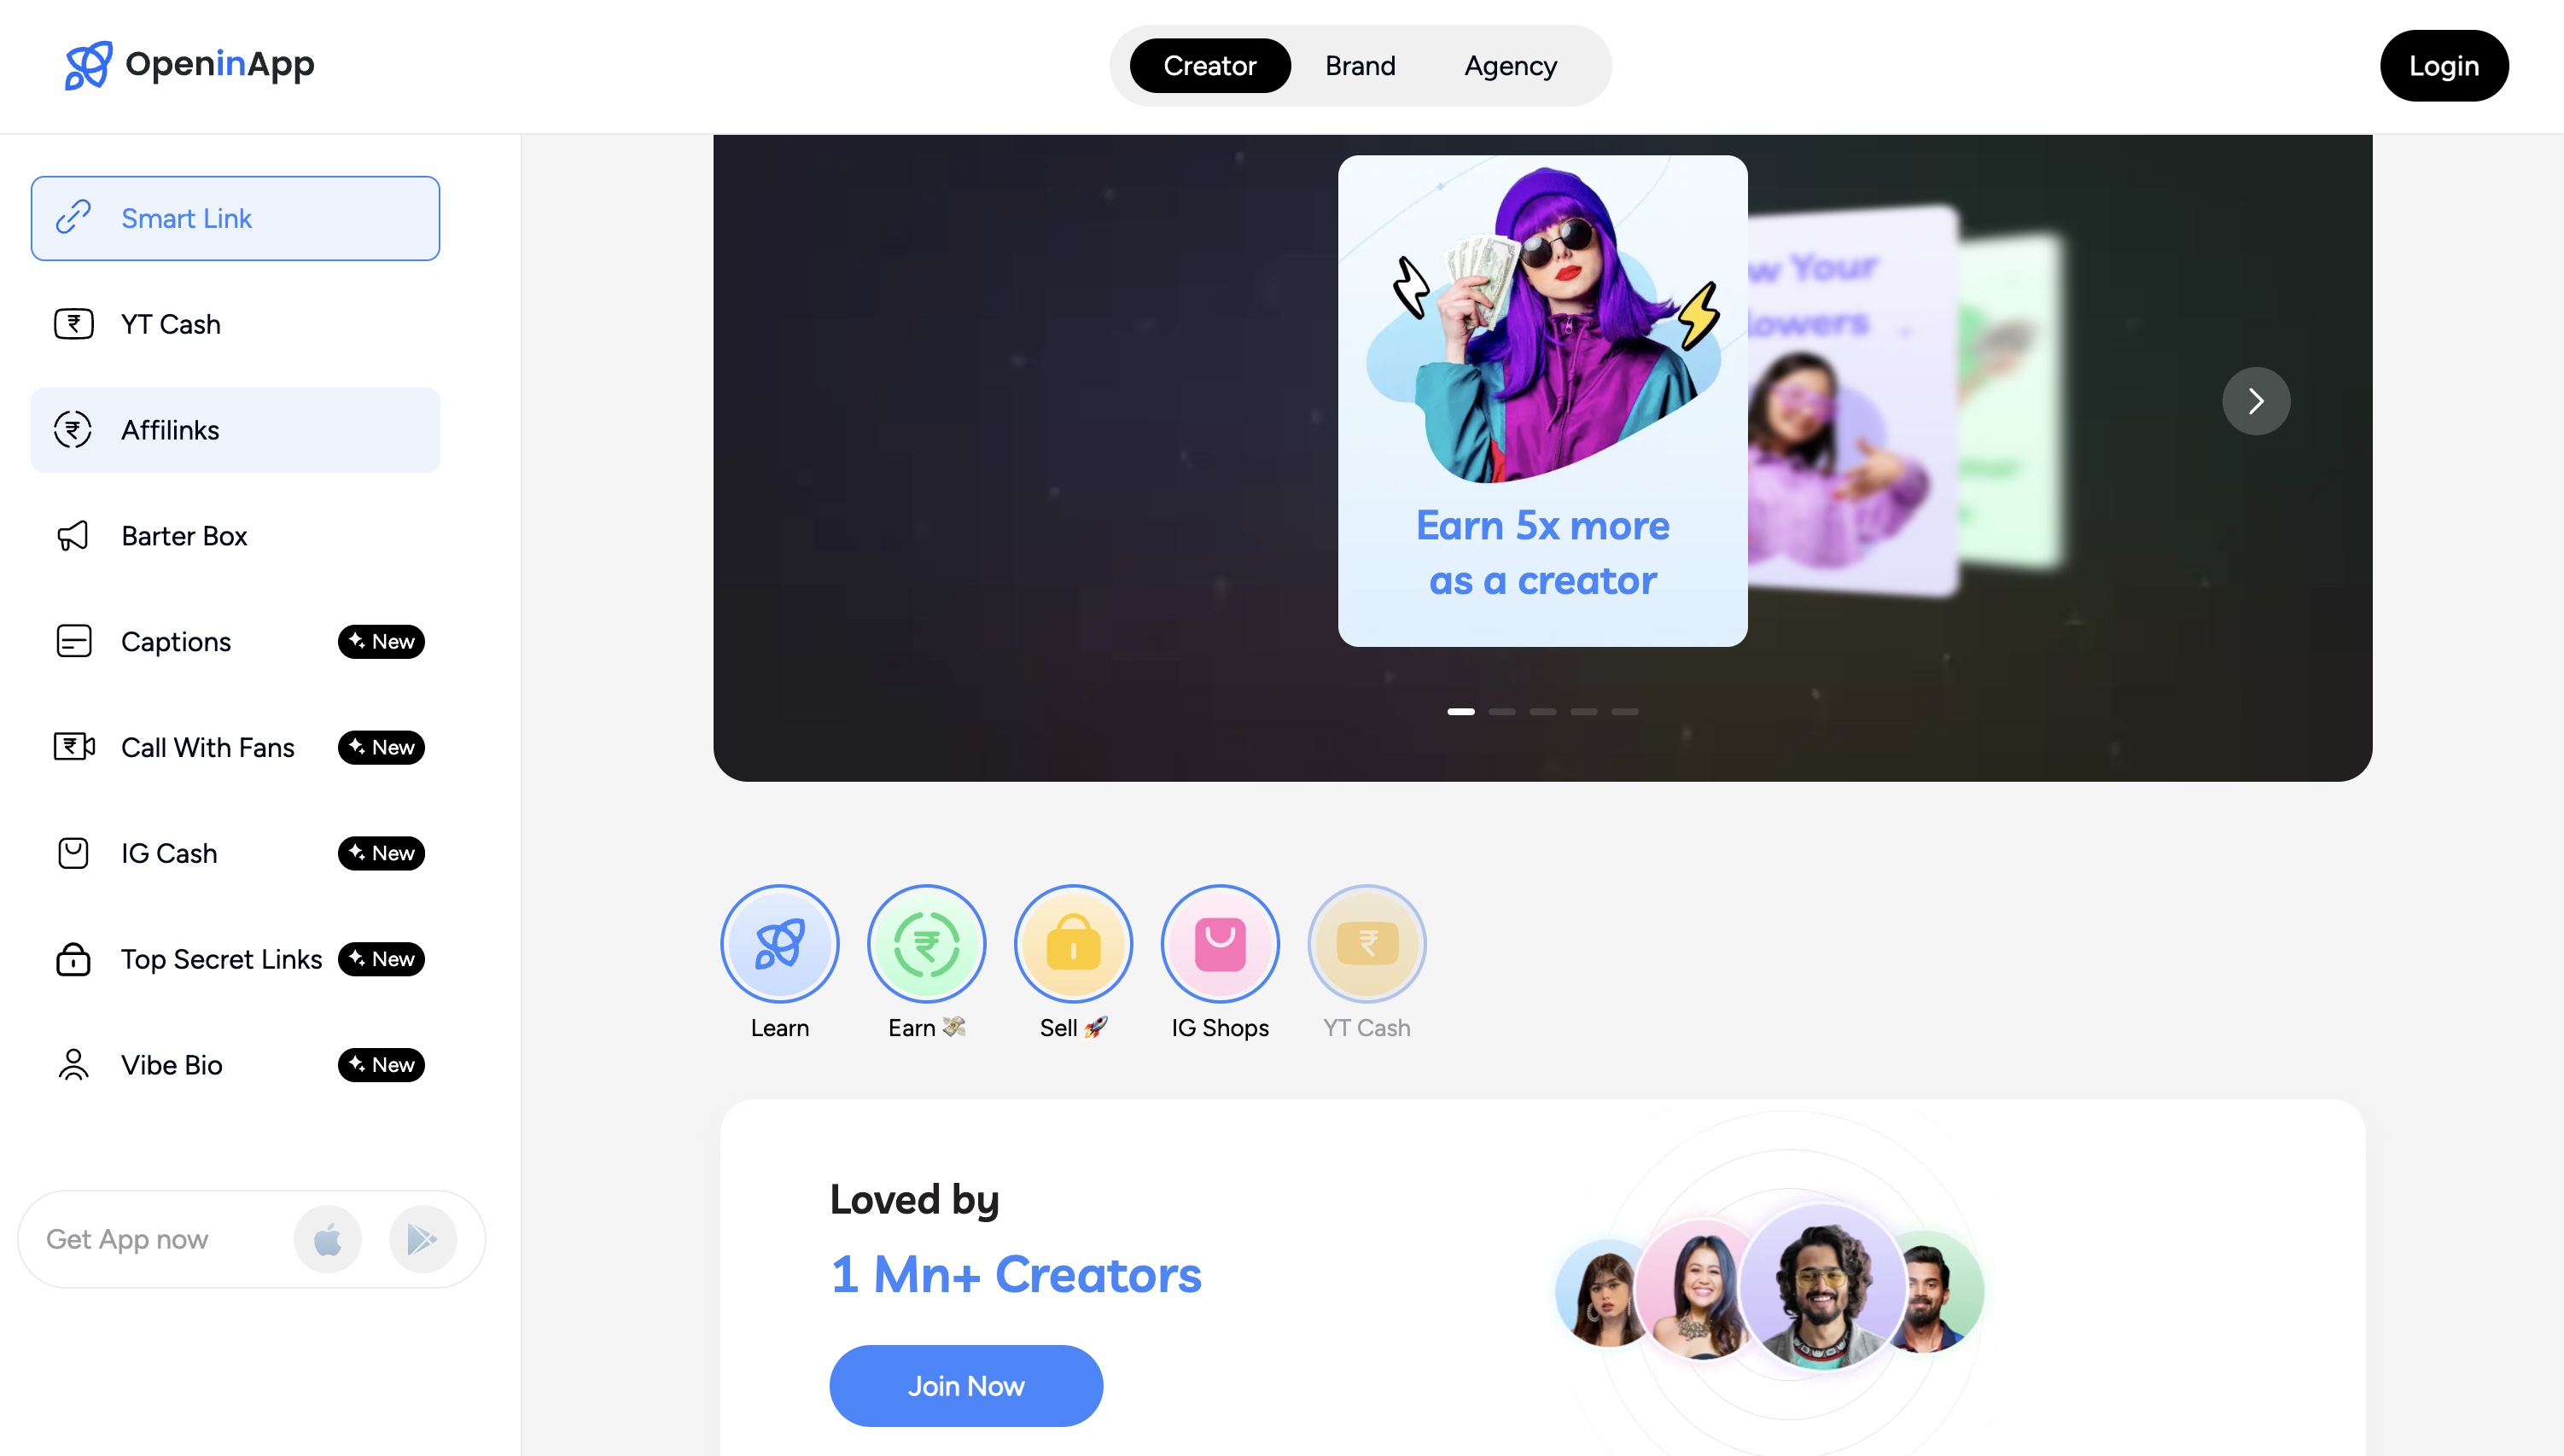 OpeninApp
Creator
Brand
Agency
Login
Smart Link
YT Cash
Affilinks
Barter Box
Captions
New
Call With Fans
New
IG Cash
New
Top Secret Links
New
Vibe Bio
New
Get App now
w Your
lowers
Earn 5x more
as a creator
Learn
Earn 💸
Sell 🚀
IG Shops
YT Cash
Loved by
1 Mn+ Creators
Join Now